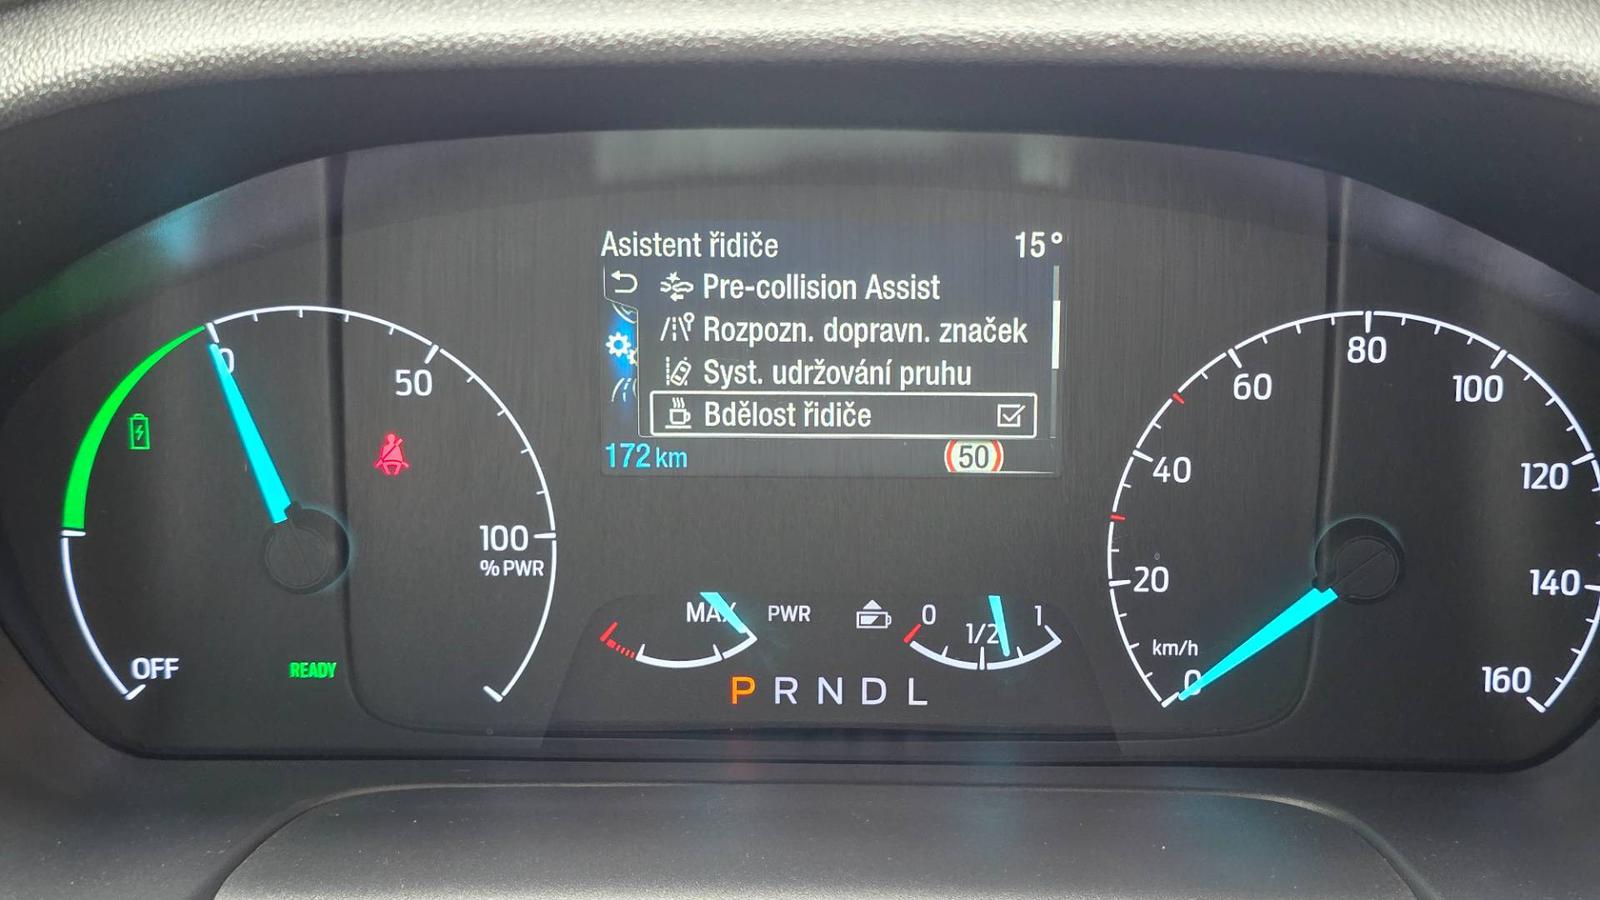 Asistent řidiče 15°
Pre-collision Assist
Rozpozn. dopravn. značek
Syst. udržování pruhu
Bdělost řidiče
172 km 50
0
50
100
% PWR
OFF
READY
MAX PWR
0 1/2 1
P R N D L
0
20
40
60
80
100
120
140
160
km/h